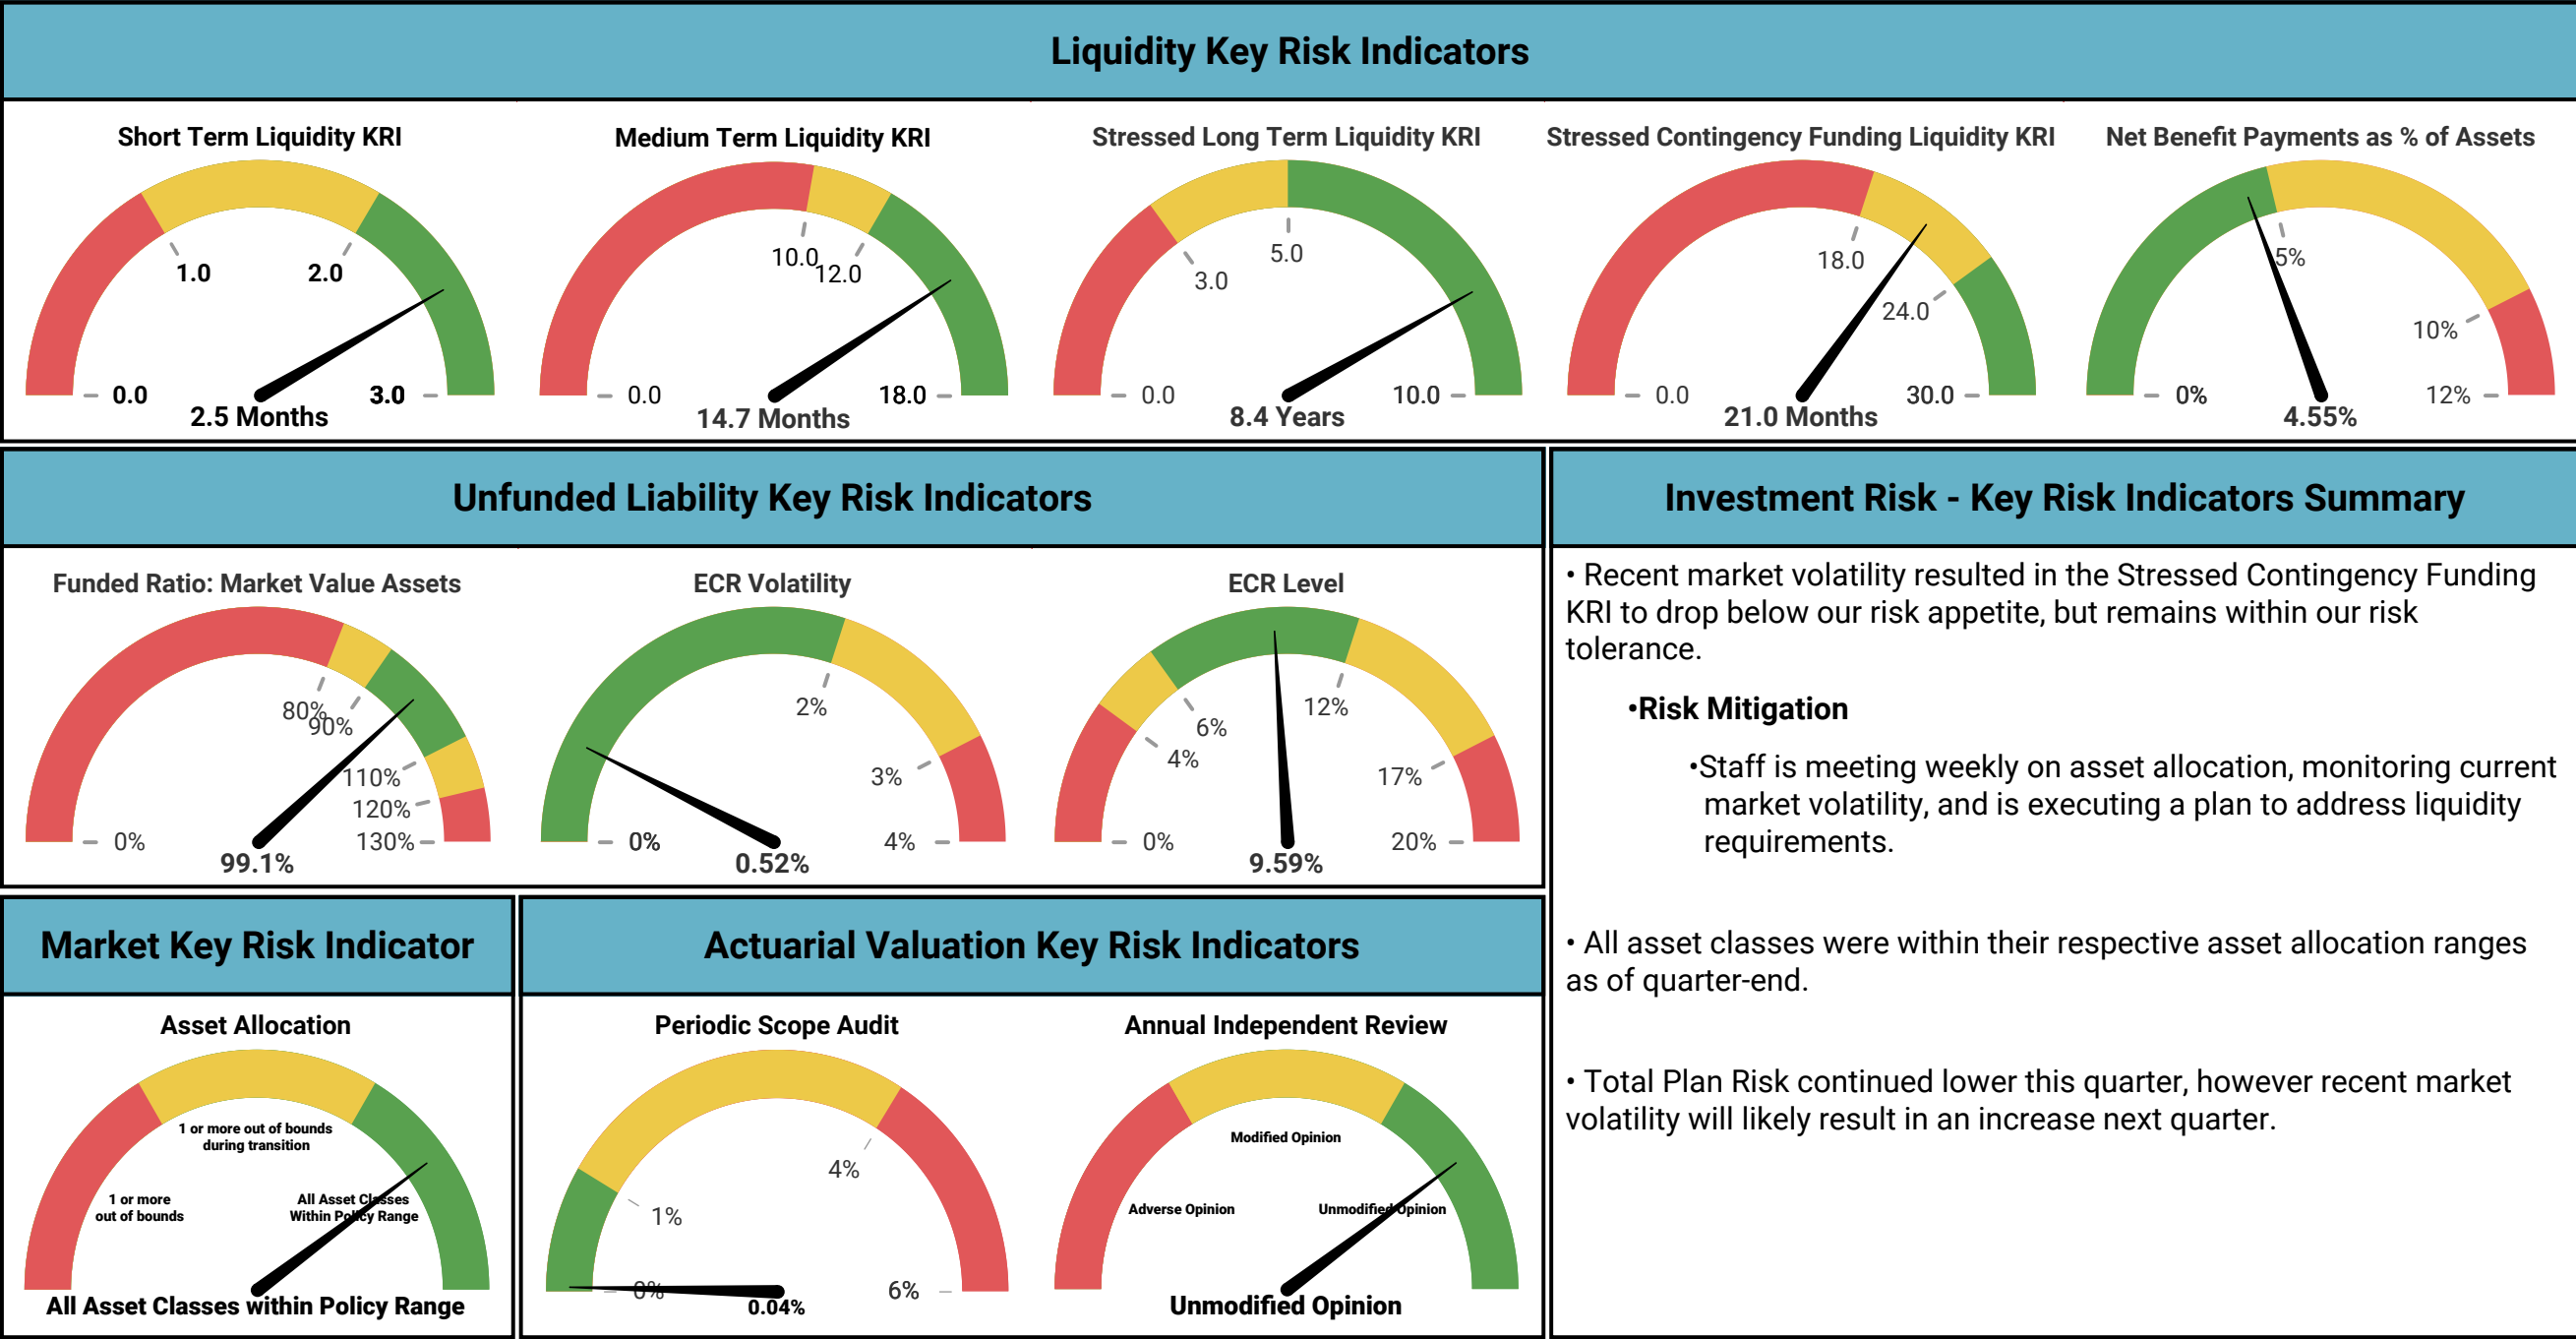 Liquidity Key Risk Indicators
Short Term Liquidity KRI
1.0
2.0
0.0
3.0
2.5 Months
Medium Term Liquidity KRI
10.0
12.0
0.0
18.0
14.7 Months
Stressed Long Term Liquidity KRI
5.0
3.0
0.0
10.0
8.4 Years
Stressed Contingency Funding Liquidity KRI
18.0
24.0
0.0
30.0
21.0 Months
Net Benefit Payments as % of Assets
5%
10%
0%
12%
4.55%
Unfunded Liability Key Risk Indicators
Funded Ratio: Market Value Assets
80%
90%
110%
120%
0%
130%
99.1%
ECR Volatility
2%
3%
0%
4%
0.52%
ECR Level
6%
12%
4%
17%
0%
20%
9.59%
Investment Risk - Key Risk Indicators Summary
• Recent market volatility resulted in the Stressed Contingency Funding
KRI to drop below our risk appetite, but remains within our risk
tolerance.
•Risk Mitigation
•Staff is meeting weekly on asset allocation, monitoring current
market volatility, and is executing a plan to address liquidity
requirements.
• All asset classes were within their respective asset allocation ranges
as of quarter-end.
• Total Plan Risk continued lower this quarter, however recent market
volatility will likely result in an increase next quarter.
Market Key Risk Indicator
Asset Allocation
1 or more out of bounds
during transition
1 or more
out of bounds
All Asset Classes
Within Policy Range
All Asset Classes within Policy Range
Actuarial Valuation Key Risk Indicators
Periodic Scope Audit
4%
1%
0%
6%
0.04%
Annual Independent Review
Modified Opinion
Adverse Opinion
Unmodified Opinion
Unmodified Opinion